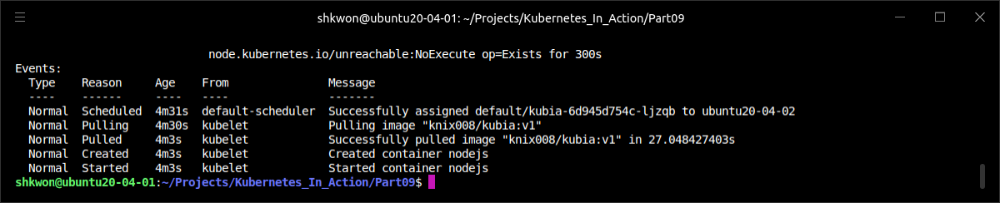 shkwon@ubuntu20-04-01: ~/Projects/Kubernetes_In_Action/Part09
node.kubernetes.io/unreachable:NoExecute op=Exists for 300s
Events:
Type Reason Age From Message
---- ------ ---- ---- -------
Normal Scheduled 4m31s default-scheduler Successfully assigned default/kubia-6d945d754c-ljzqb to ubuntu20-04-02
Normal Pulling 4m30s kubelet Pulling image "knix008/kubia:v1"
Normal Pulled 4m3s kubelet Successfully pulled image "knix008/kubia:v1" in 27.048427403s
Normal Created 4m3s kubelet Created container nodejs
Normal Started 4m3s kubelet Started container nodejs
shkwon@ubuntu20-04-01:~/Projects/Kubernetes_In_Action/Part09$